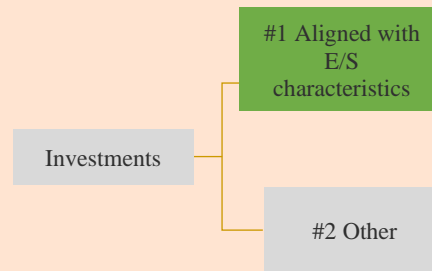 #1 Aligned with
E/S
characteristics
Investments
#2 Other